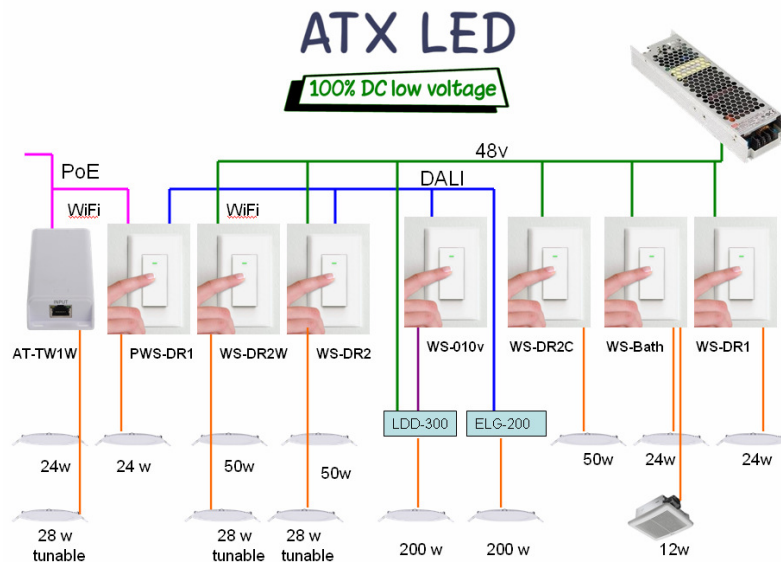 ATX LED
100% DC low voltage
48v
PoE
DALI
WiFi
WiFi
INPUT
AT-TW1W
PWS-DR1
WS-DR2W
WS-DR2
WS-010v
WS-DR2C
WS-Bath
WS-DR1
LDD-300
ELG-200
24w
24 w
50w
50w
50w
24w
24w
28 w
tunable
28 w
tunable
28 w
tunable
200 w
200 w
12w